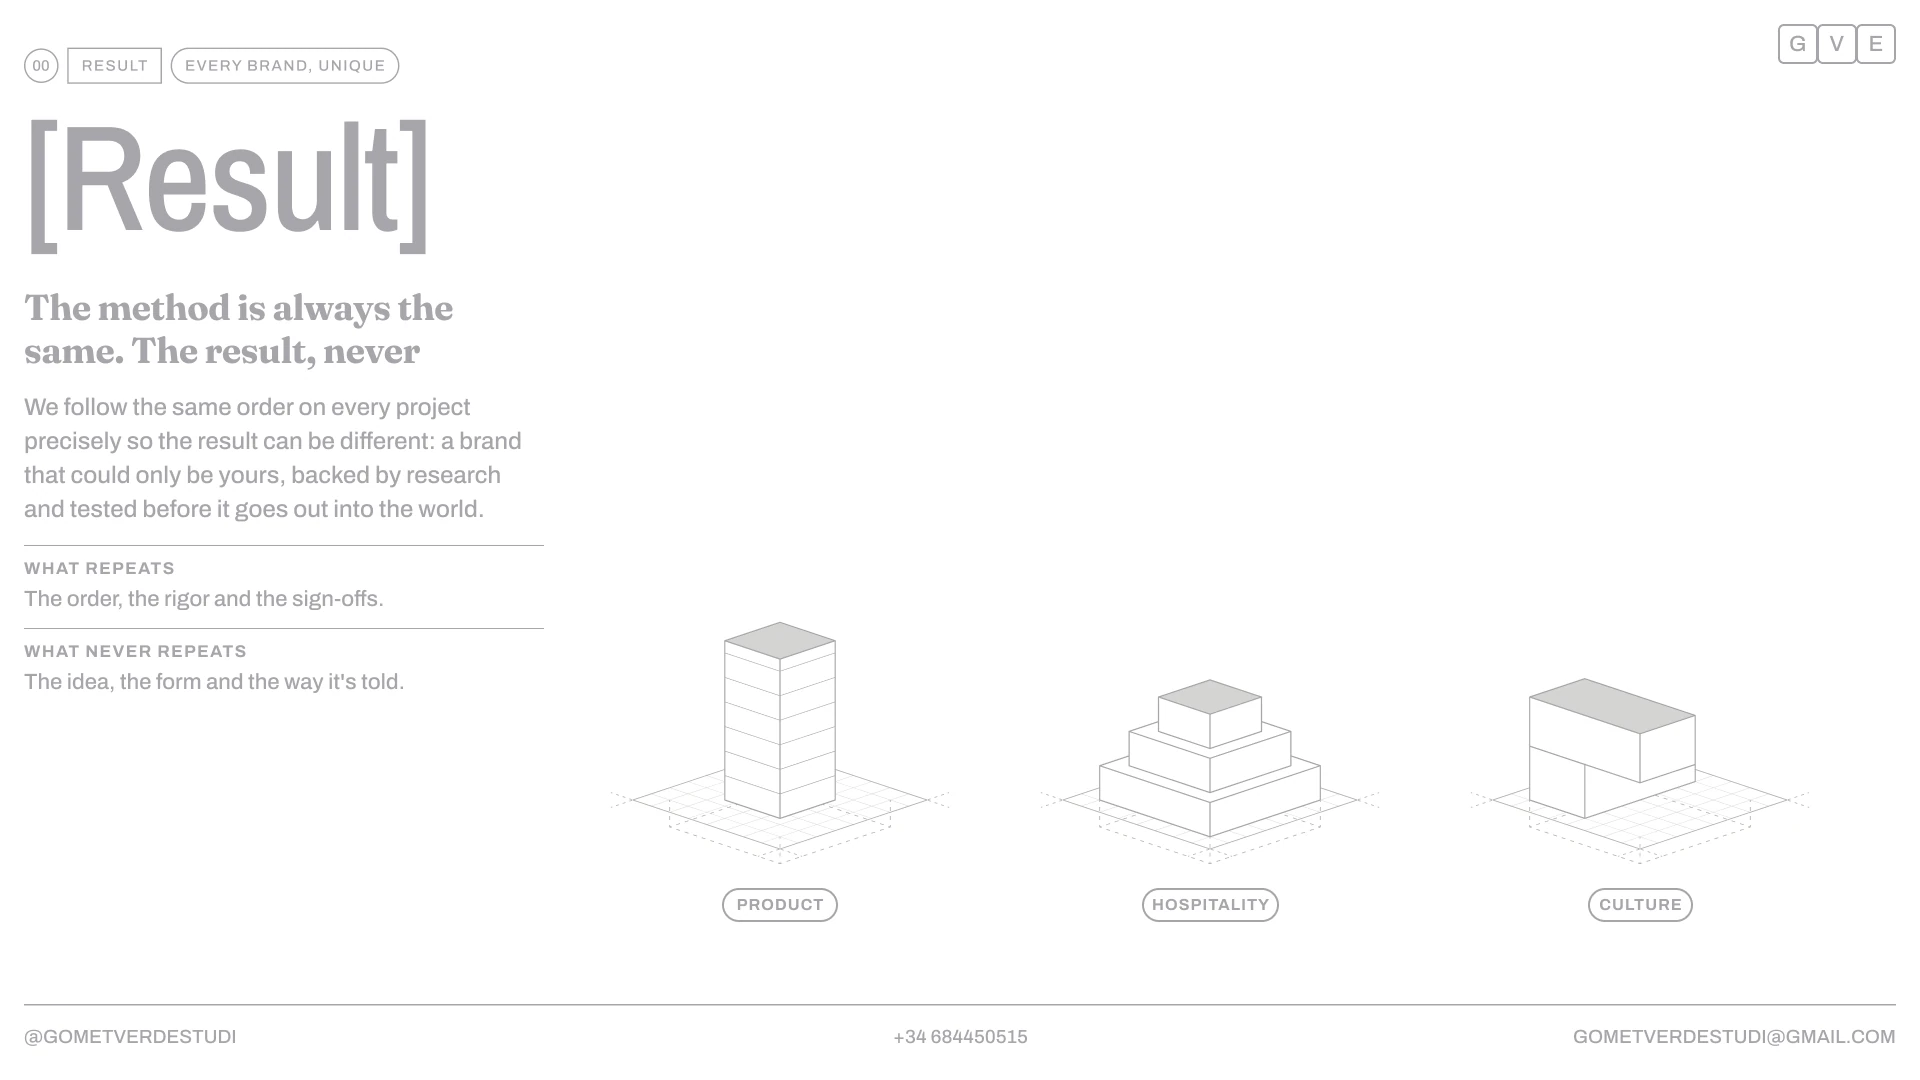 00 RESULT EVERY BRAND, UNIQUE
G V E
[Result]
The method is always the
same. The result, never
We follow the same order on every project
precisely so the result can be different: a brand
that could only be yours, backed by research
and tested before it goes out into the world.
WHAT REPEATS
The order, the rigor and the sign-offs.
WHAT NEVER REPEATS
The idea, the form and the way it's told.
PRODUCT
HOSPITALITY
CULTURE
@GOMETVERDESTUDI
+34 684450515
GOMETVERDESTUDI@GMAIL.COM